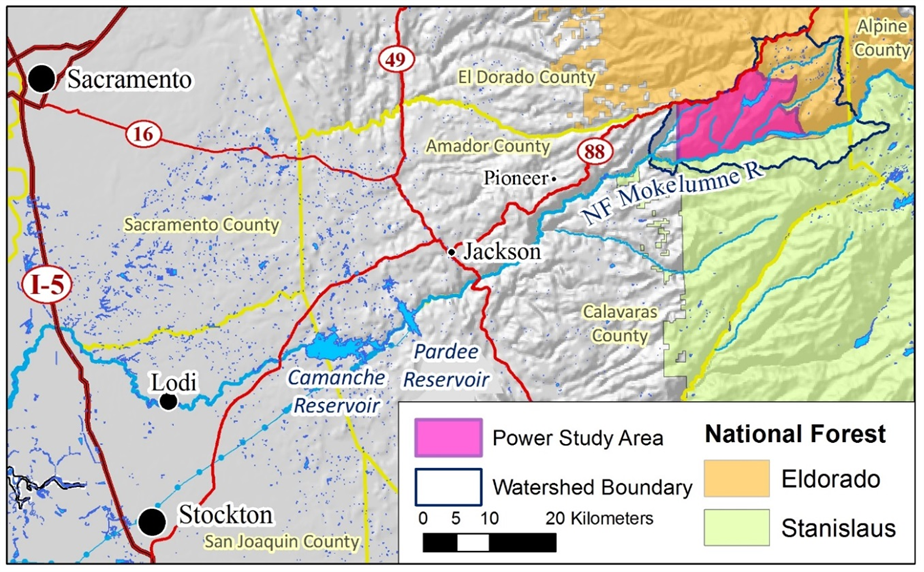 Alpine
County
Sacramento
49
El Dorado County
16
Amador County
88
Pioneer
NF Mokelumne R
Sacramento County
Jackson
I-5
Calavaras
County
Pardee
Reservoir
Camanche
Reservoir
Lodi
Stockton
San Joaquin County
Power Study Area
Watershed Boundary
0 5 10 20 Kilometers
National Forest
Eldorado
Stanislaus